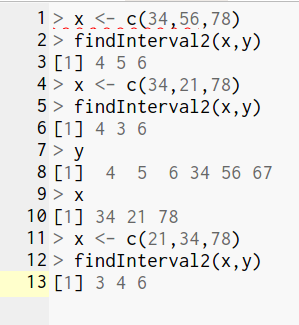 1 > x <- c(34,56,78)
2 > findInterval2(x,y)
3 [1] 4 5 6
4 > x <- c(34,21,78)
5 > findInterval2(x,y)
6 [1] 4 3 6
7 > y
8 [1]  4  5  6 34 56 67
9 > x
10 [1] 34 21 78
11 > x <- c(21,34,78)
12 > findInterval2(x,y)
13 [1] 3 4 6